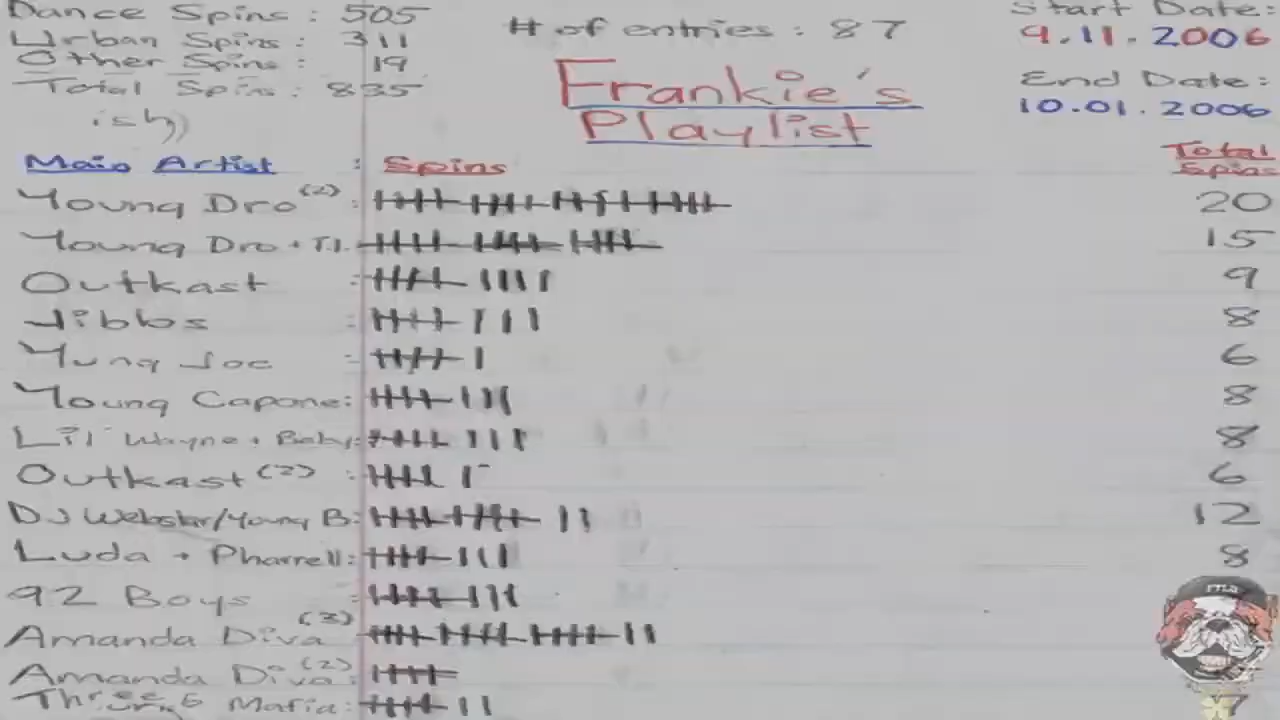 Dance Spins : 505
Urban Spins : 311
Other Spins : 19
Total Spins : 835
ish)
# of entries : 87
Frankie's
Playlist
Start Date:
9.11.2006
End Date:
10.01.2006
Main Artist : Spins Total Spins
Young Dro (2) : 20
Young Dro + T.I. : 15
Outkast : 9
Jibbs : 8
Yung Joc : 6
Young Capone : 8
Lil' Wayne + Baby : 8
Outkast (2) : 6
DJ Webstar/Young B : 12
Luda + Pharrell : 8
92 Boys :
Amanda Diva (3) :
Amanda Diva (2) :
Three 6 Mafia : 7